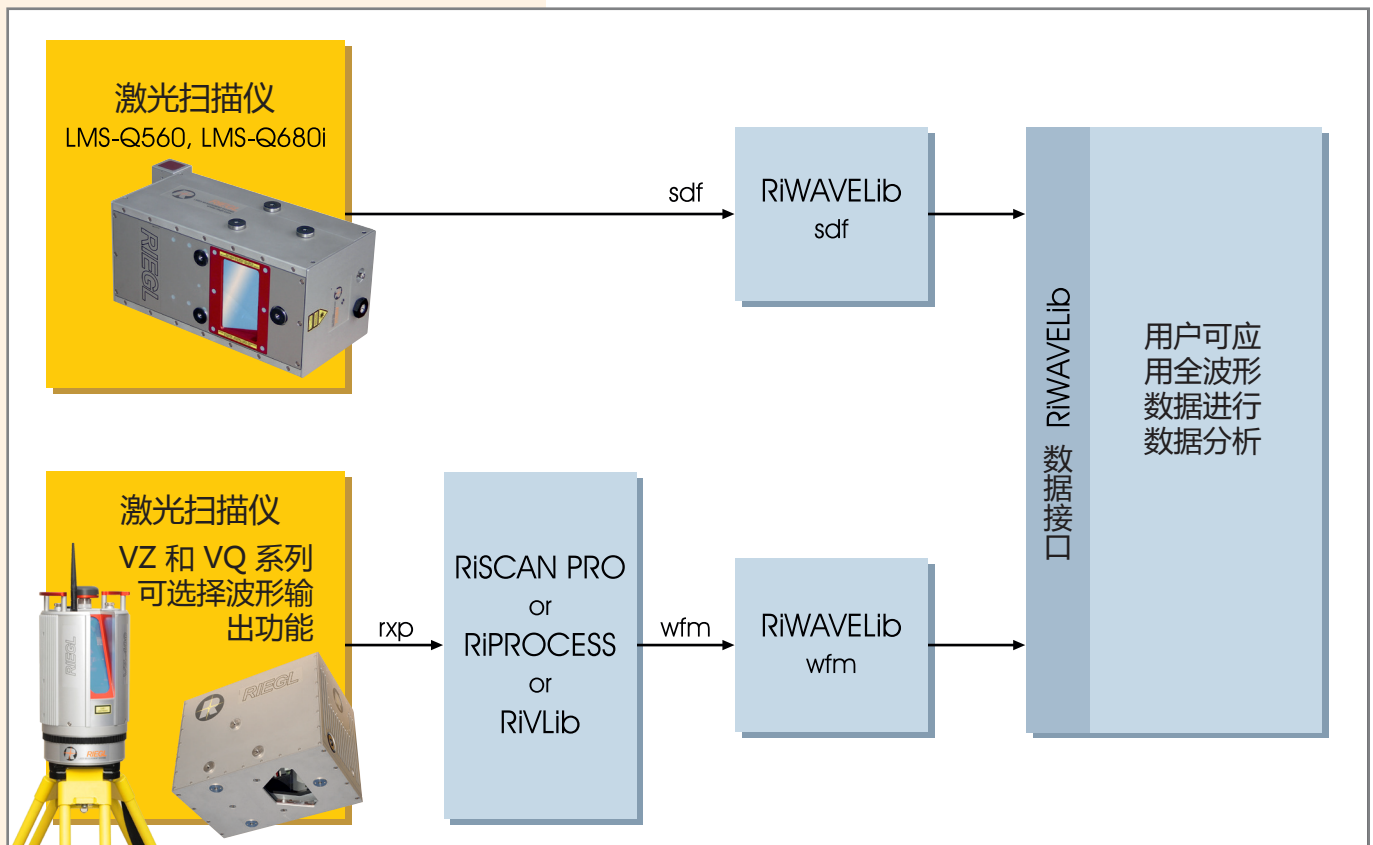 激光扫描仪
LMS-Q560, LMS-Q680i
RIEGL
sdf
RiWAVELib
sdf
数据接口 RiWAVELib
用户可应
用全波形
数据进行
数据分析
激光扫描仪
VZ 和 VQ 系列
可选择波形输
出功能
RIEGL
RIEGL
RIEGL
rxp
RiSCAN PRO
or
RiPROCESS
or
RiVLib
wfm
RiWAVELib
wfm